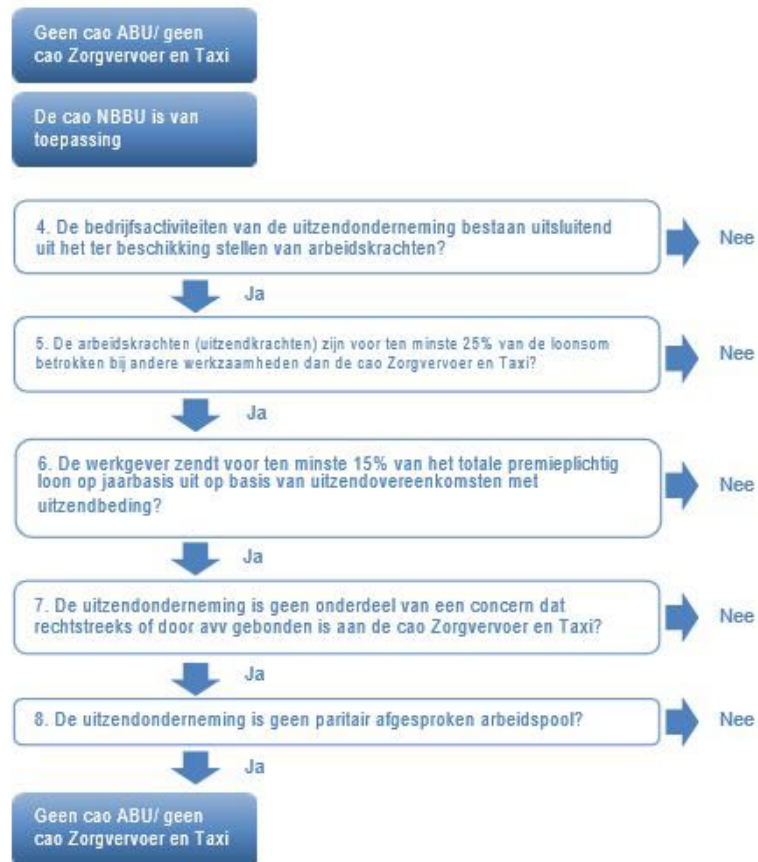 Geen cao ABU/ geen
cao Zorgvervoer en Taxi
De cao NBBU is van
toepassing
4. De bedrijfsactiviteiten van de uitzendonderneming bestaan uitsluitend
uit het ter beschikking stellen van arbeidskrachten?
Nee
Ja
5. De arbeidskrachten (uitzendkrachten) zijn voor ten minste 25% van de loonsom
betrokken bij andere werkzaamheden dan de cao Zorgvervoer en Taxi?
Nee
Ja
6. De werkgever zendt voor ten minste 15% van het totale premieplichtig
loon op jaarbasis uit op basis van uitzendovereenkomsten met
uitzendbeding?
Nee
Ja
7. De uitzendonderneming is geen onderdeel van een concern dat
rechtstreeks of door avv gebonden is aan de cao Zorgvervoer en Taxi?
Nee
Ja
8. De uitzendonderneming is geen paritair afgesproken arbeidspool?
Nee
Ja
Geen cao ABU/ geen
cao Zorgvervoer en Taxi